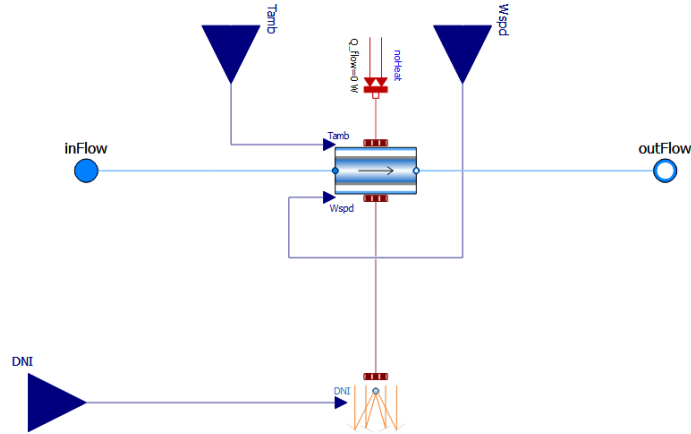 Tamb
Wspd
Q_flow=0 W
noHeat
Tamb
inFlow
outFlow
Wspd
DNI
DNI